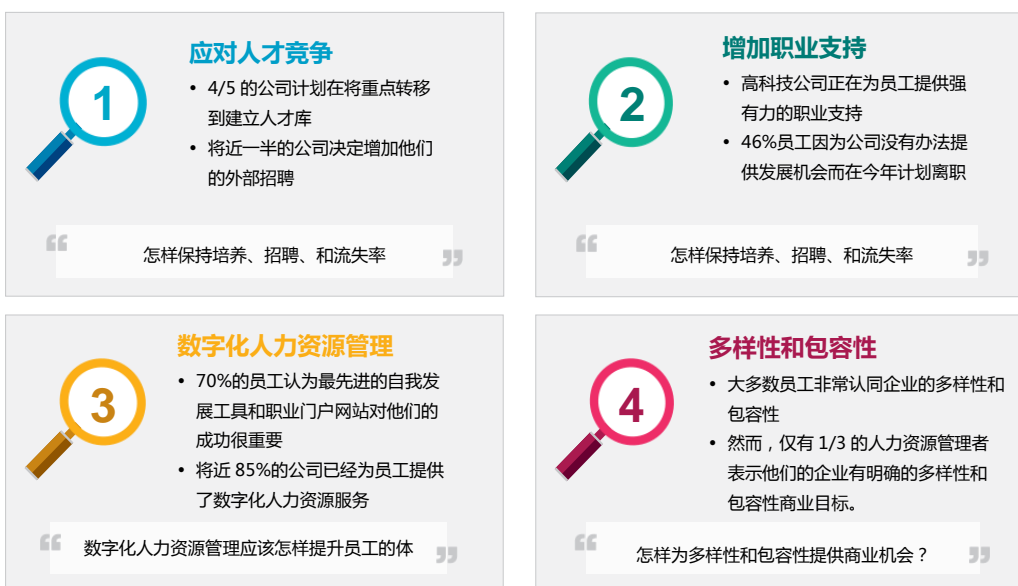 1
应对人才竞争
• 4/5 的公司计划在将重点转移
到建立人才库
• 将近一半的公司决定增加他们
的外部招聘
“怎样保持培养、招聘、和流失率”
2
增加职业支持
• 高科技公司正在为员工提供强
有力的职业支持
• 46%员工因为公司没有办法提
供发展机会而在今年计划离职
“怎样保持培养、招聘、和流失率”
3
数字化人力资源管理
• 70%的员工认为最先进的自我发
展工具和职业门户网站对他们的
成功很重要
• 将近 85%的公司已经为员工提供
了数字化人力资源服务
“数字化人力资源管理应该怎样提升员工的体”
4
多样性和包容性
• 大多数员工非常认同企业的多样性和
包容性
• 然而，仅有 1/3 的人力资源管理者
表示他们的企业有明确的多样性和
包容性商业目标。
“怎样为多样性和包容性提供商业机会？”